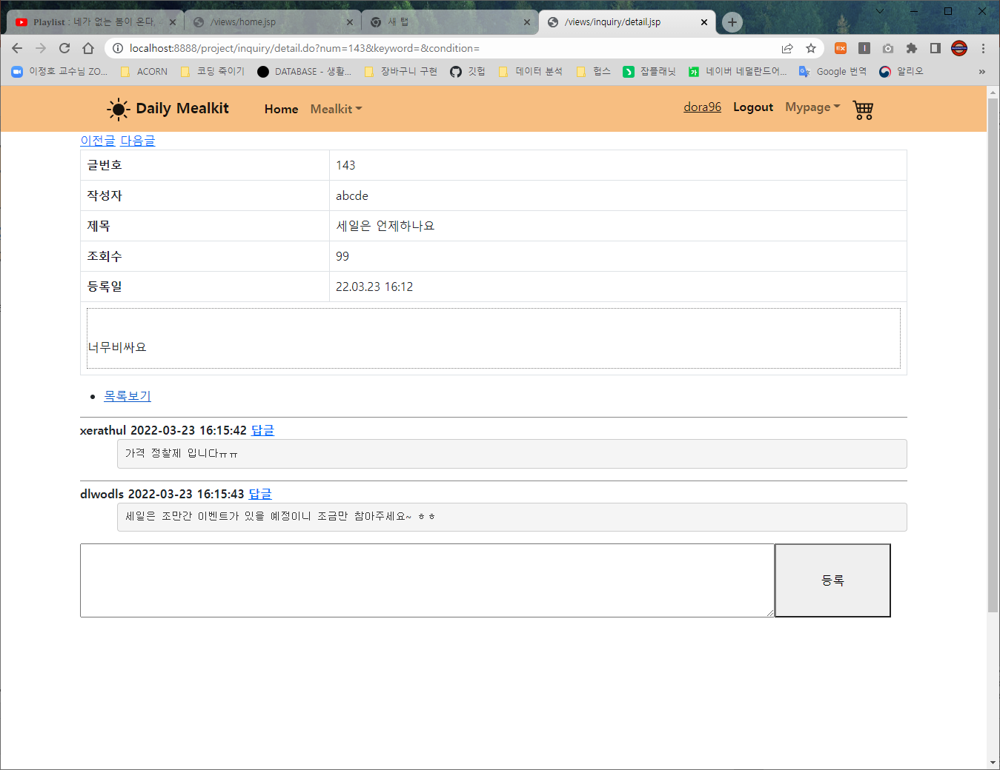 Playlist : 네가 없는 봄이 온다,
/views/home.jsp
새 탭
/views/inquiry/detail.jsp
localhost:8888/project/inquiry/detail.do?num=143&keyword=&condition=
이정호 교수님 ZO...
ACORN
코딩 죽이기
DATABASE - 생활...
장바구니 구현
깃헙
데이터 분석
헙스
잡플래닛
네이버 네덜란드어...
Google 번역
알리오
»
Daily Mealkit
Home
Mealkit
dora96
Logout
Mypage
이전글 다음글
글번호 143
작성자 abcde
제목 세일은 언제하나요
조회수 99
등록일 22.03.23 16:12
너무비싸요
목록보기
xerathul 2022-03-23 16:15:42 답글
가격 정찰제 입니다ㅠㅠ
dlwodls 2022-03-23 16:15:43 답글
세일은 조만간 이벤트가 있을 예정이니 조금만 참아주세요~ ㅎㅎ
등록